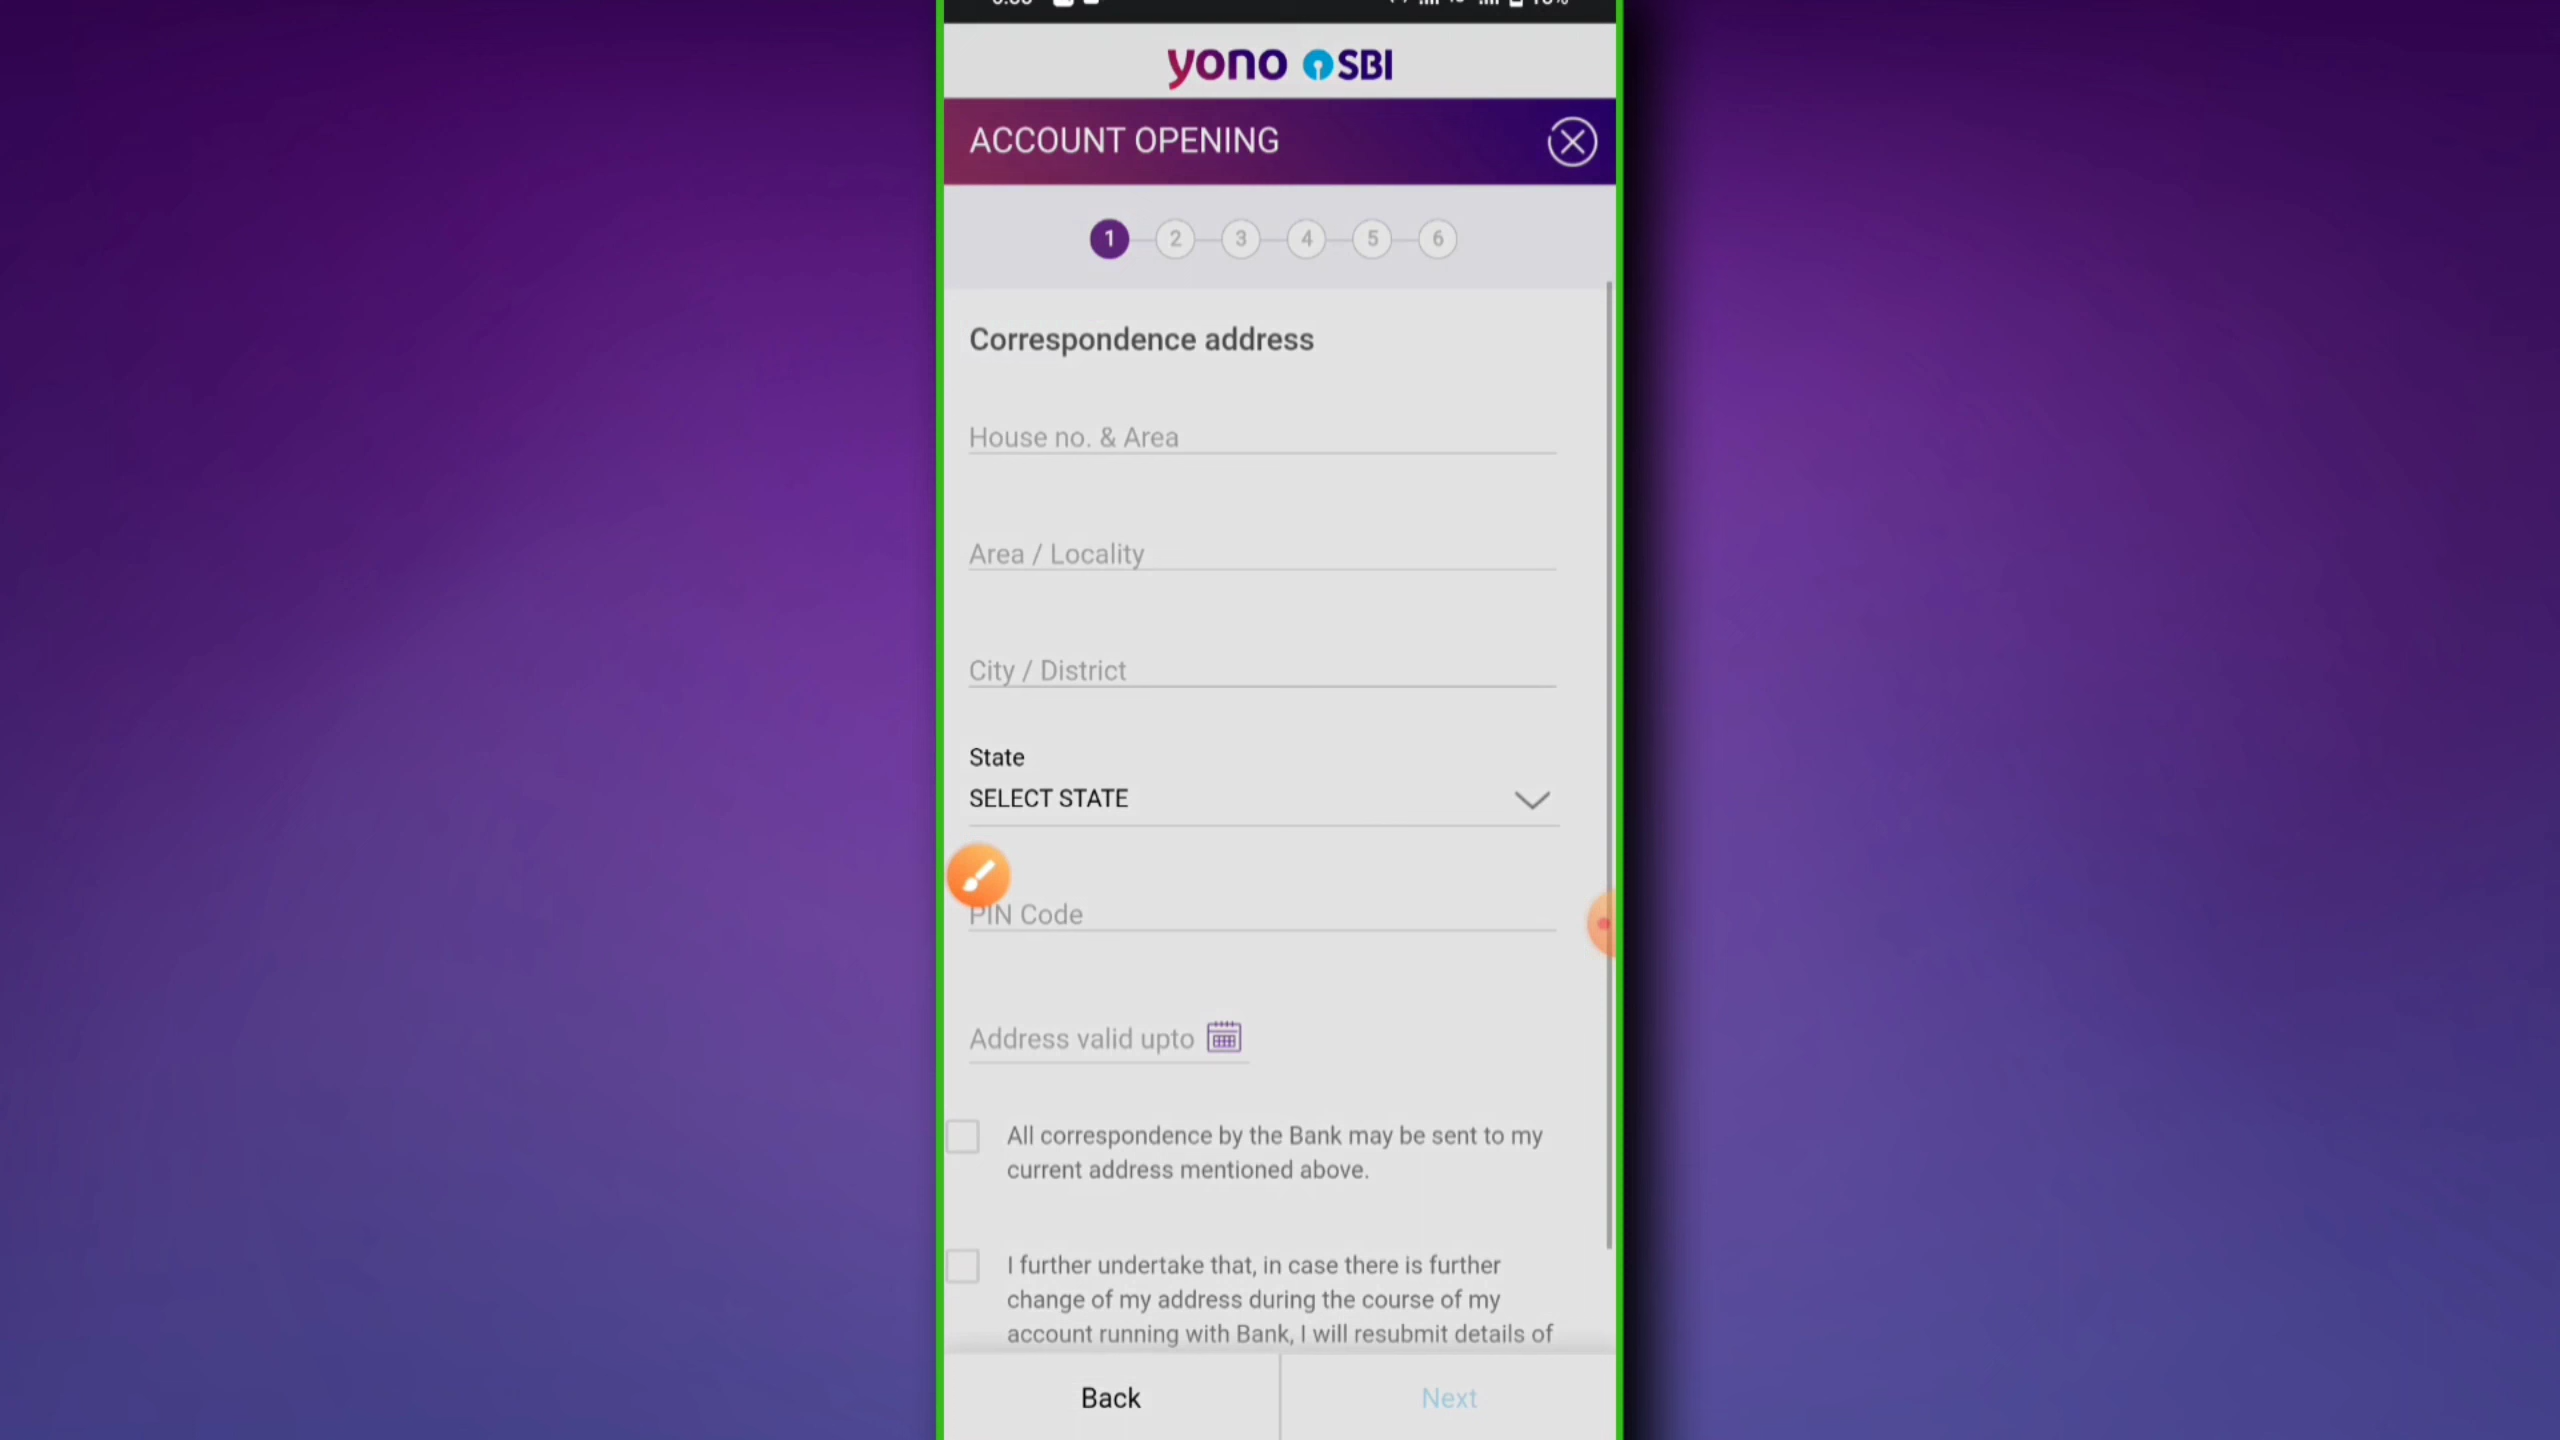 yono SBI
ACCOUNT OPENING
1 2 3 4 5 6
Correspondence address
House no. & Area
Area / Locality
City / District
State
SELECT STATE
PIN Code
Address valid upto
All correspondence by the Bank may be sent to my
current address mentioned above.
I further undertake that, in case there is further
change of my address during the course of my
account running with Bank, I will resubmit details of
Back Next